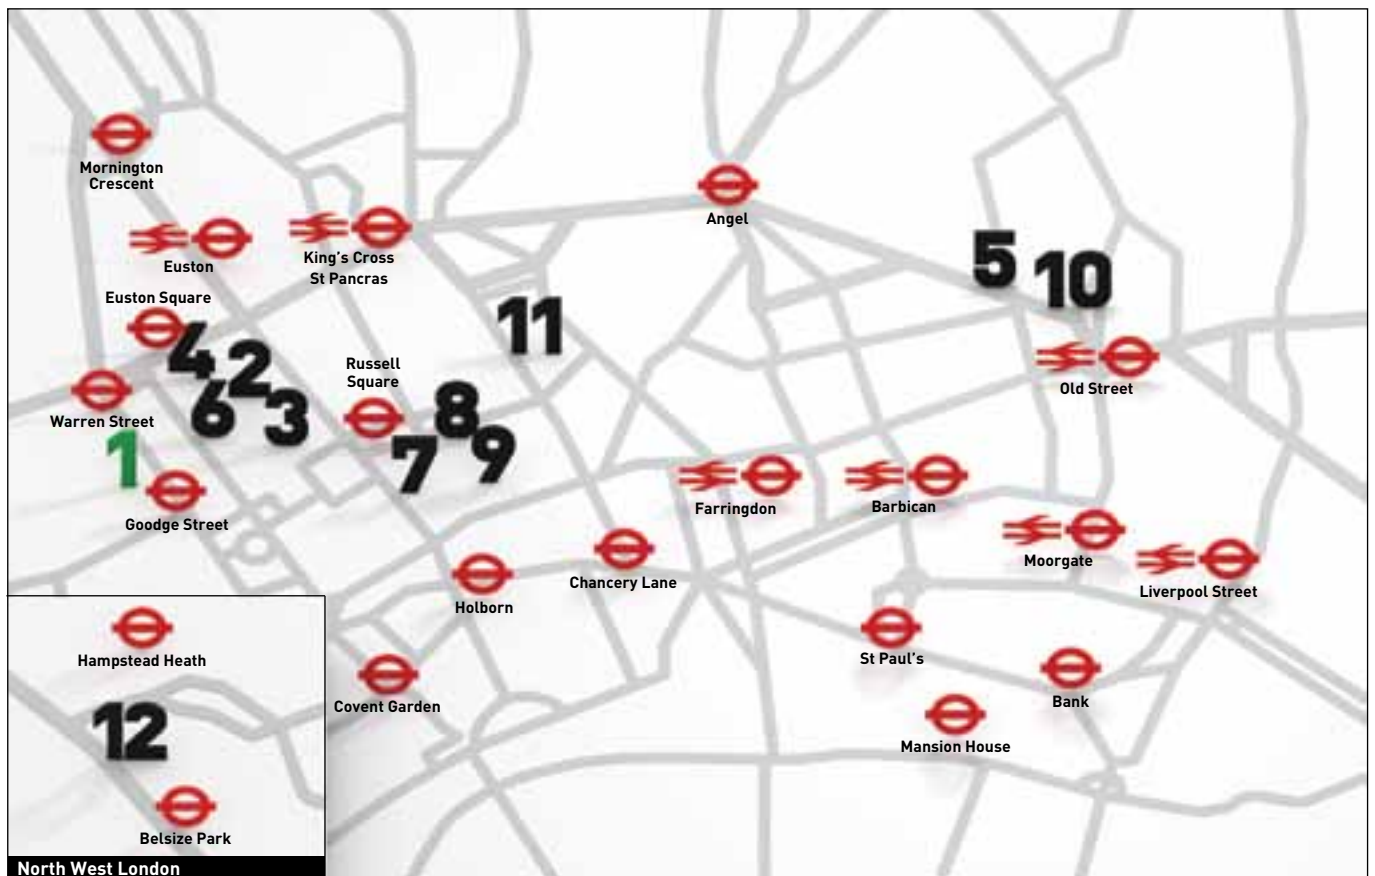 Mornington
Crescent
Euston
King's Cross
St Pancras
Angel
Euston Square
5
10
11
4
2
6
3
Russell
Square
Old Street
Warren Street
1
8
7
9
Goodge Street
Farringdon
Barbican
Moorgate
Liverpool Street
Holborn
Chancery Lane
St Paul's
Bank
Mansion House
Covent Garden
Hampstead Heath
12
Belsize Park
North West London